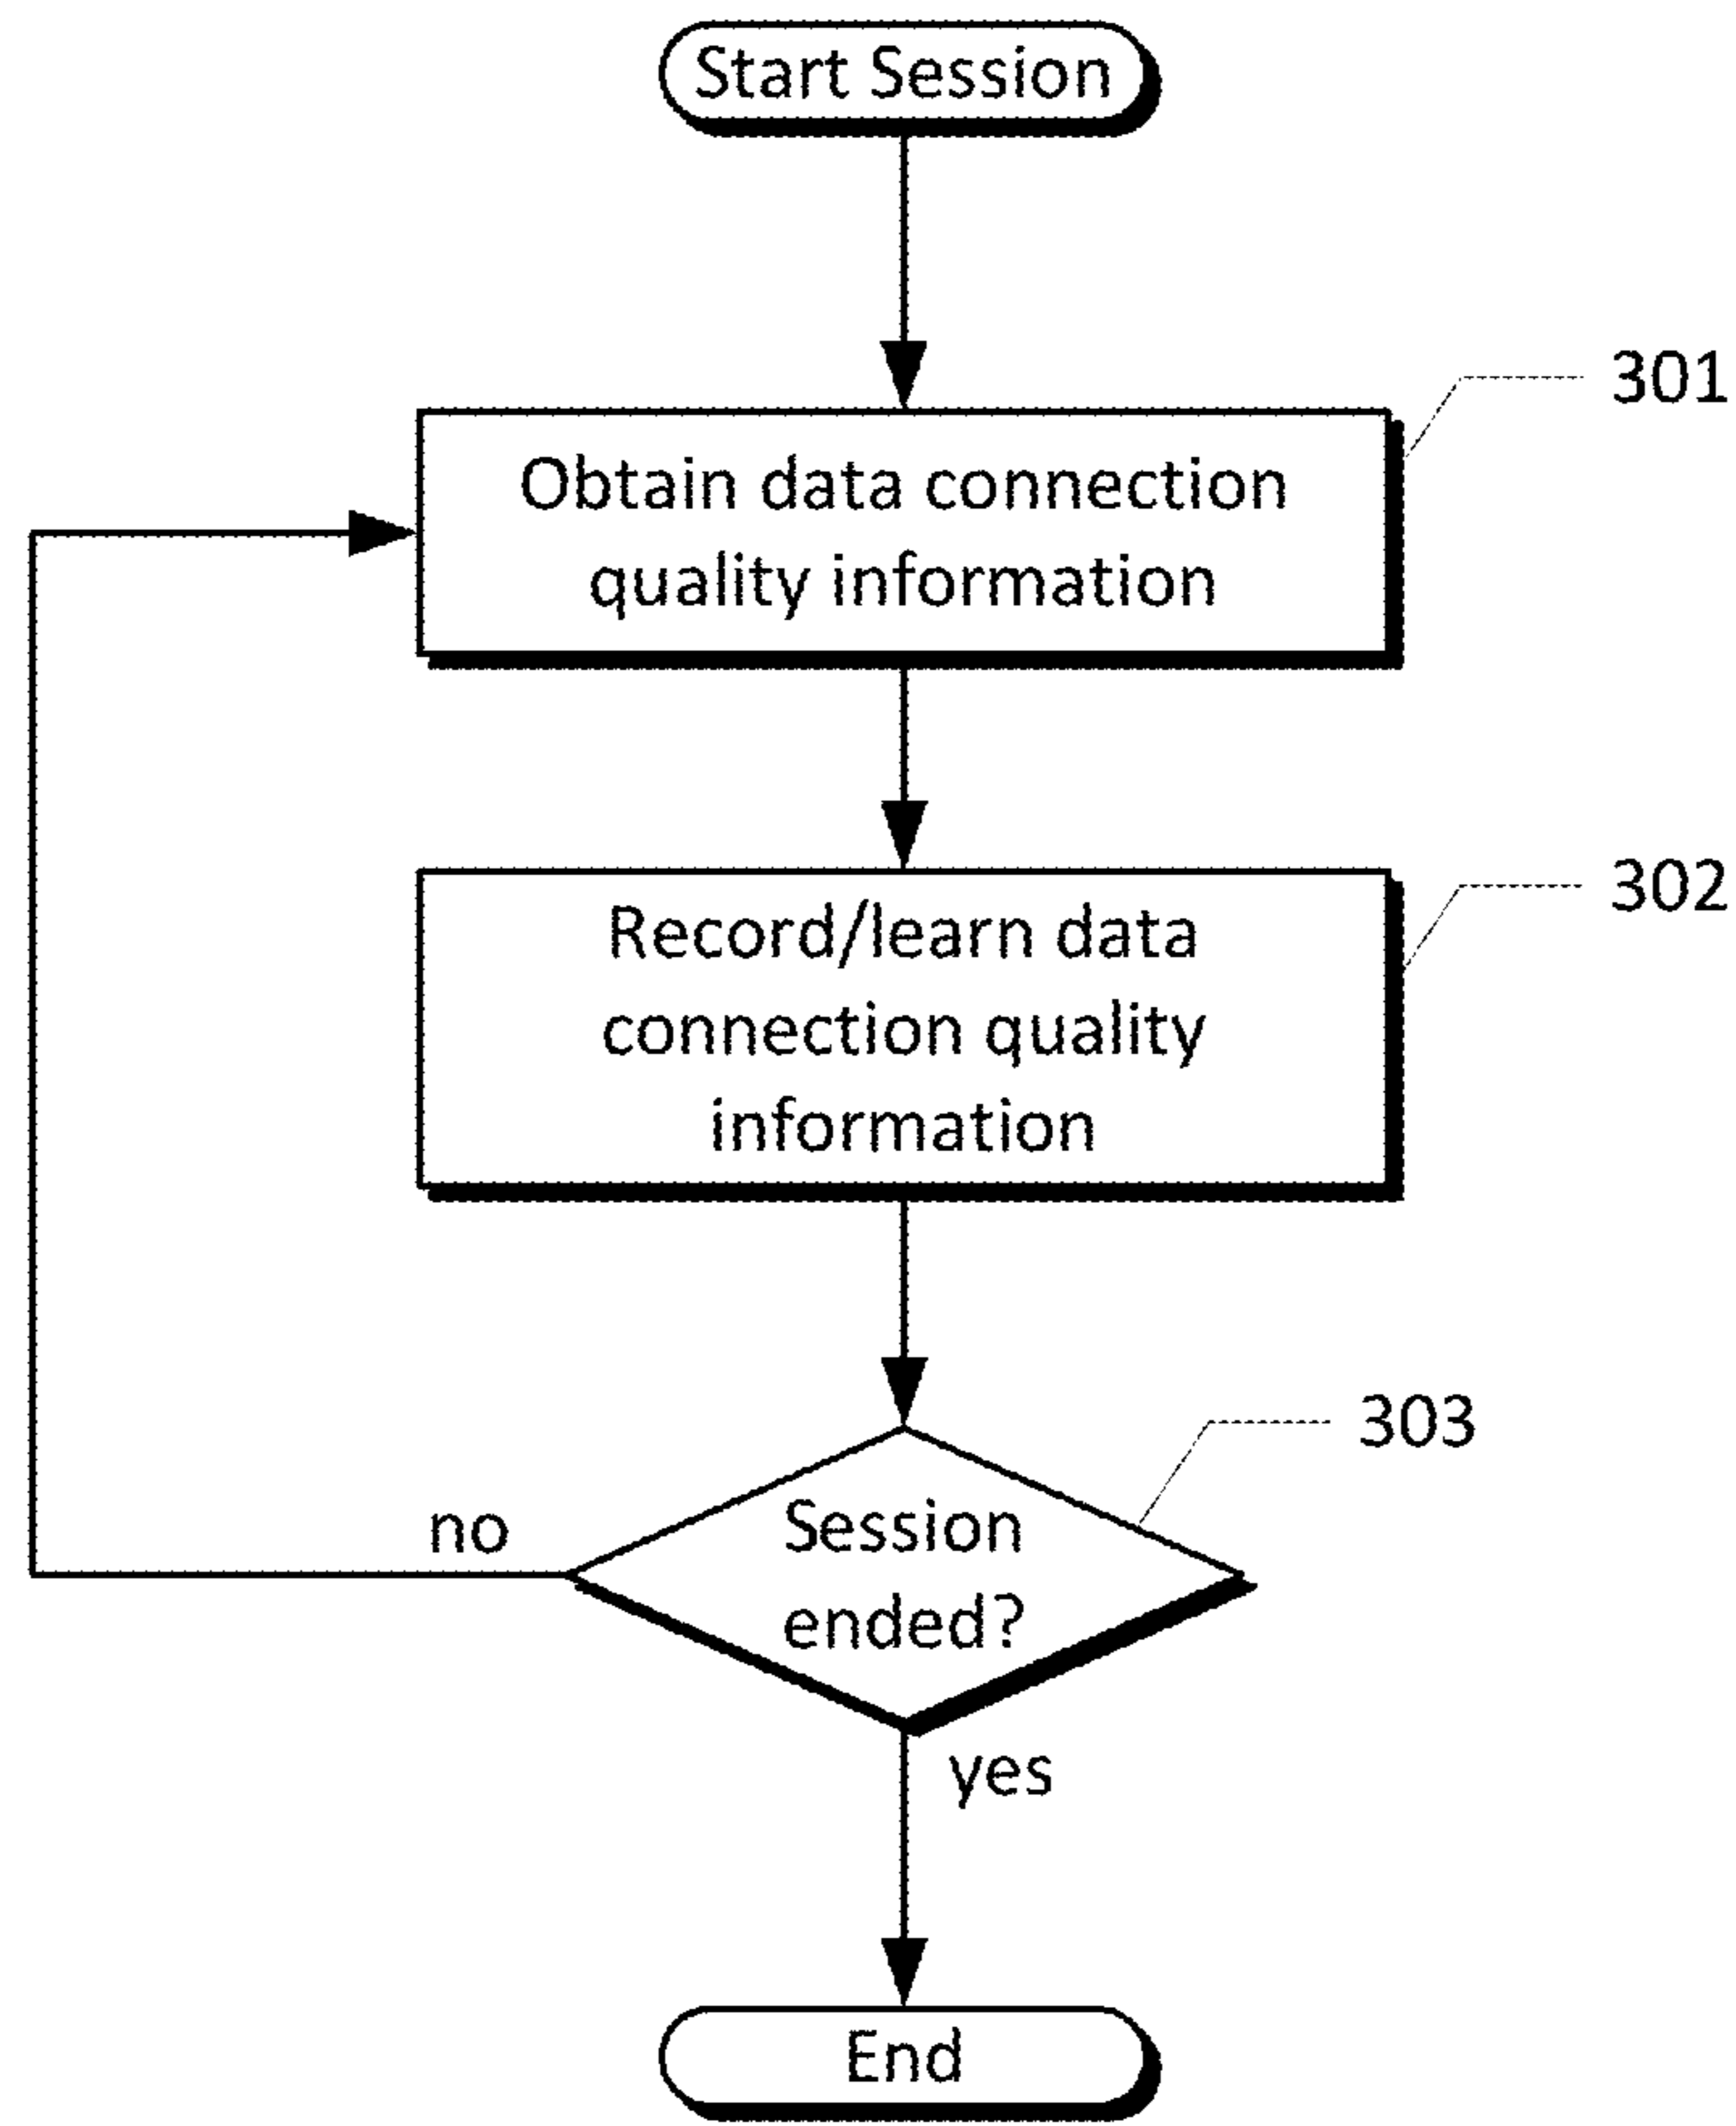 Start Session
301
Obtain data connection
quality information
302
Record/learn data
connection quality
information
303
no
Session
ended?
yes
End